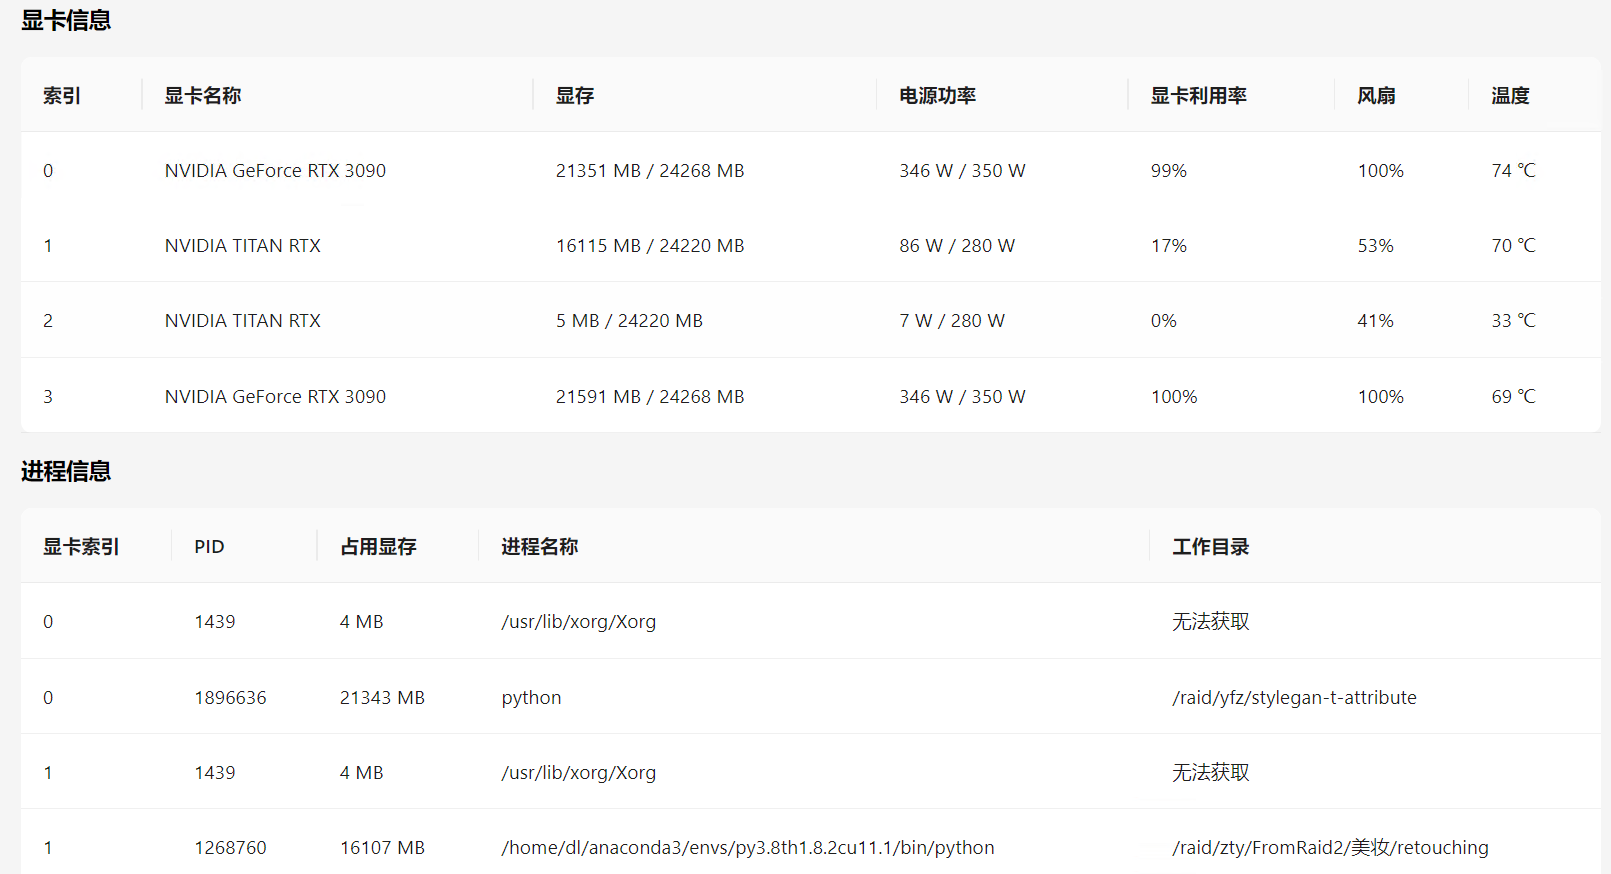 显卡信息
索引 显卡名称 显存 电源功率 显卡利用率 风扇 温度
0 NVIDIA GeForce RTX 3090 21351 MB / 24268 MB 346 W / 350 W 99% 100% 74 ℃
1 NVIDIA TITAN RTX 16115 MB / 24220 MB 86 W / 280 W 17% 53% 70 ℃
2 NVIDIA TITAN RTX 5 MB / 24220 MB 7 W / 280 W 0% 41% 33 ℃
3 NVIDIA GeForce RTX 3090 21591 MB / 24268 MB 346 W / 350 W 100% 100% 69 ℃
进程信息
显卡索引 PID 占用显存 进程名称 工作目录
0 1439 4 MB /usr/lib/xorg/Xorg 无法获取
0 1896636 21343 MB python /raid/yfz/stylegan-t-attribute
1 1439 4 MB /usr/lib/xorg/Xorg 无法获取
1 1268760 16107 MB /home/dl/anaconda3/envs/py3.8th1.8.2cu11.1/bin/python /raid/zty/FromRaid2/美妆/retouching